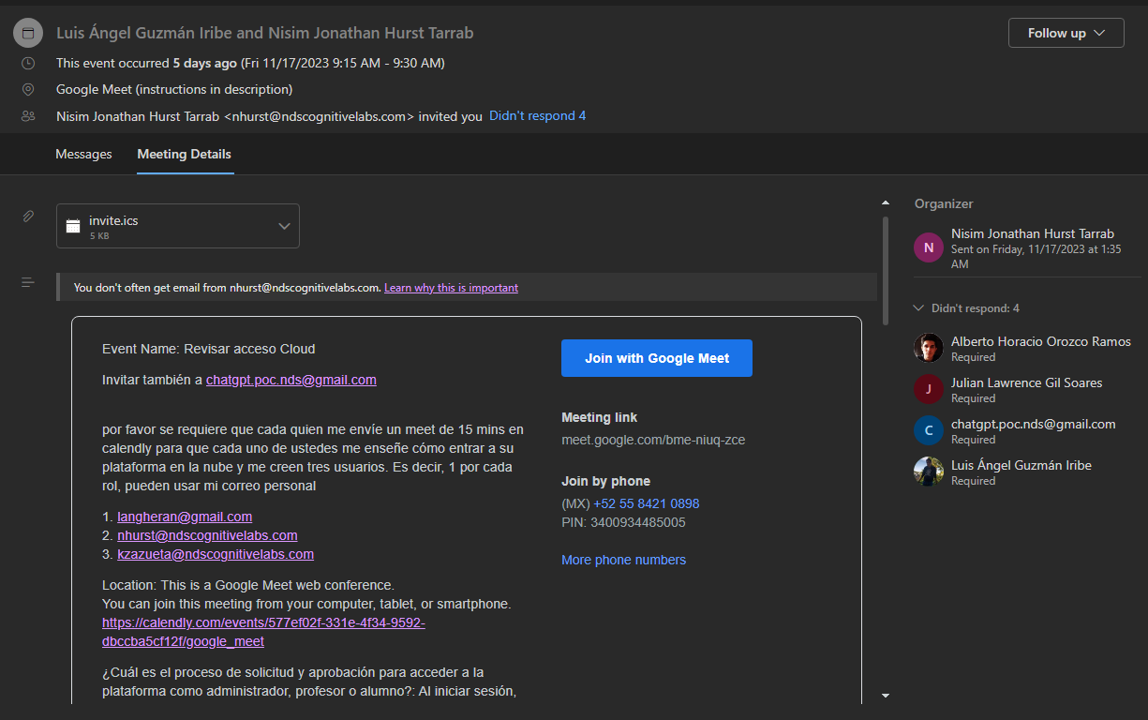 Luis Ángel Guzmán Iribe and Nisim Jonathan Hurst Tarrab
Follow up
This event occurred 5 days ago (Fri 11/17/2023 9:15 AM - 9:30 AM)
Google Meet (instructions in description)
Nisim Jonathan Hurst Tarrab <nhurst@ndscognitivelabs.com> invited you Didn't respond 4
Messages Meeting Details
invite.ics
5 KB
You don't often get email from nhurst@ndscognitivelabs.com. Learn why this is important
Event Name: Revisar acceso Cloud
Invitar también a chatgpt.poc.nds@gmail.com
por favor se requiere que cada quien me envíe un meet de 15 mins en
calendly para que cada uno de ustedes me enseñe cómo entrar a su
plataforma en la nube y me creen tres usuarios. Es decir, 1 por cada
rol, pueden usar mi correo personal
1. langheran@gmail.com
2. nhurst@ndscognitivelabs.com
3. kzazueta@ndscognitivelabs.com
Location: This is a Google Meet web conference.
You can join this meeting from your computer, tablet, or smartphone.
https://calendly.com/events/577ef02f-331e-4f34-9592-
dbccba5cf12f/google_meet
¿Cuál es el proceso de solicitud y aprobación para acceder a la
plataforma como administrador, profesor o alumno?: Al iniciar sesión,
Join with Google Meet
Meeting link
meet.google.com/bme-niuq-zce
Join by phone
(MX) +52 55 8421 0898
PIN: 3400934485005
More phone numbers
Organizer
N
Nisim Jonathan Hurst Tarrab
Sent on Friday, 11/17/2023 at 1:35
AM
Didn't respond: 4
Alberto Horacio Orozco Ramos
Required
J
Julian Lawrence Gil Soares
Required
C
chatgpt.poc.nds@gmail.com
Required
Luis Ángel Guzmán Iribe
Required